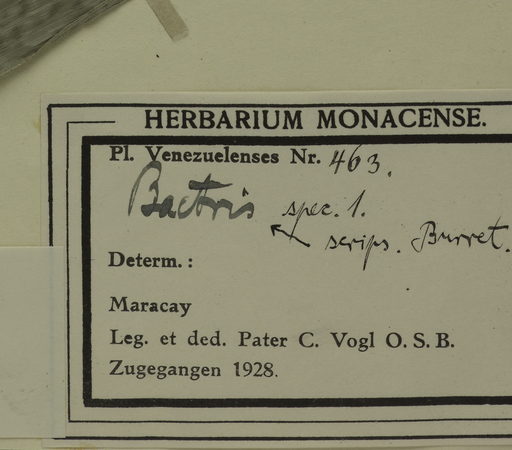 HERBARIUM MONACENSE.
Pl. Venezuelenses Nr. 463.
Bactris spec. 1.
scrips. Burret.
Determ.:
Maracay
Leg. et ded. Pater C. Vogl O. S. B.
Zugegangen 1928.